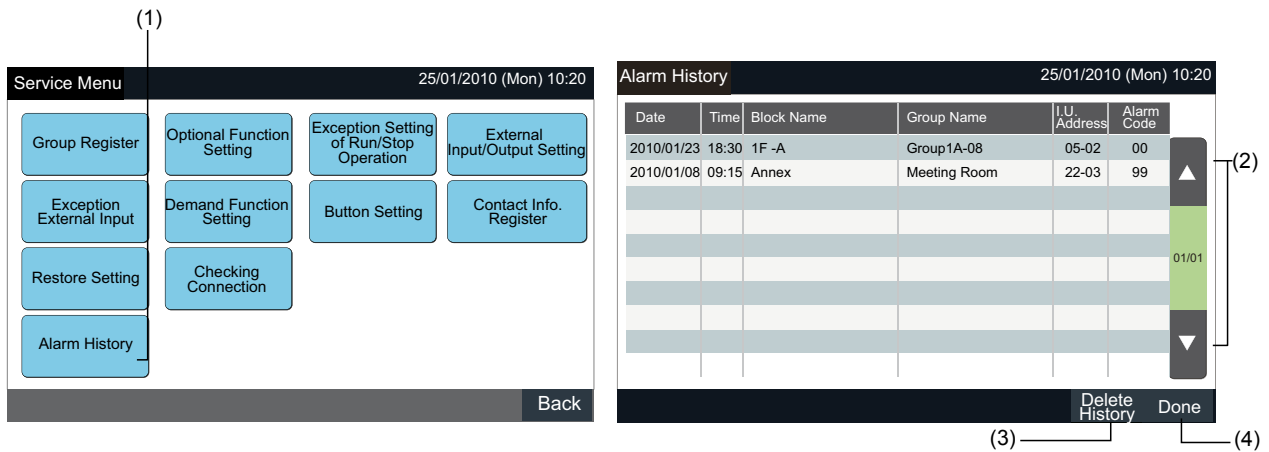 (1)
Service Menu 25/01/2010 (Mon) 10:20
Group Register
Optional Function
Setting
Exception Setting
of Run/Stop
Operation
External
Input/Output Setting
Exception
External Input
Demand Function
Setting
Button Setting
Contact Info.
Register
Restore Setting
Checking
Connection
Alarm History
Back
Alarm History 25/01/2010 (Mon) 10:20
Date Time Block Name Group Name I.U. Address Alarm Code
2010/01/23 18:30 1F -A Group1A-08 05-02 00
2010/01/08 09:15 Annex Meeting Room 22-03 99
(2)
01/01
Delete
History
Done
(3)
(4)